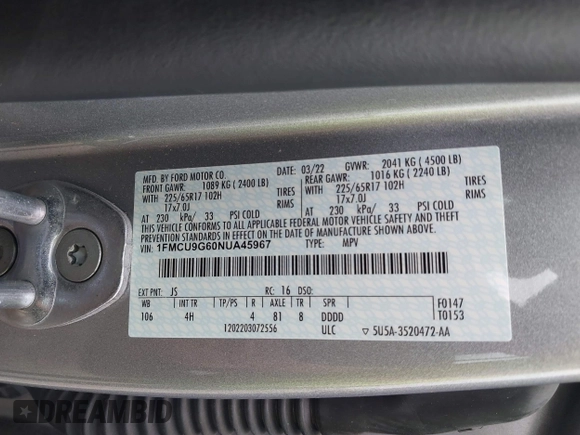 MFD. BY FORD MOTOR CO.
03/22 GVWR: 2041 KG ( 4500 LB)
FRONT GAWR: 1089 KG ( 2400 LB)
REAR GAWR: 1016 KG ( 2240 LB)
WITH 225/65R17 102H TIRES
17x7.0J RIMS
AT 230 kPa/ 33 PSI COLD
WITH 225/65R17 102H TIRES
17x7.0J RIMS
AT 230 kPa/ 33 PSI COLD
THIS VEHICLE CONFORMS TO ALL APPLICABLE FEDERAL MOTOR VEHICLE SAFETY
AND THEFT PREVENTION STANDARDS IN EFFECT
ON THE DATE OF MANUFACTURE SHOWN ABOVE.
VIN: 1FMCU9G60NUA45967 TYPE: MPV
EXT PNT: JS RC: 16 DSO:
WB INT TR TP/PS R AXLE TR SPR F0147
106 4H 4 81 8 DDDD T0153
1202203072556 ULC 5U5A-3520472-AA
DREAMBID